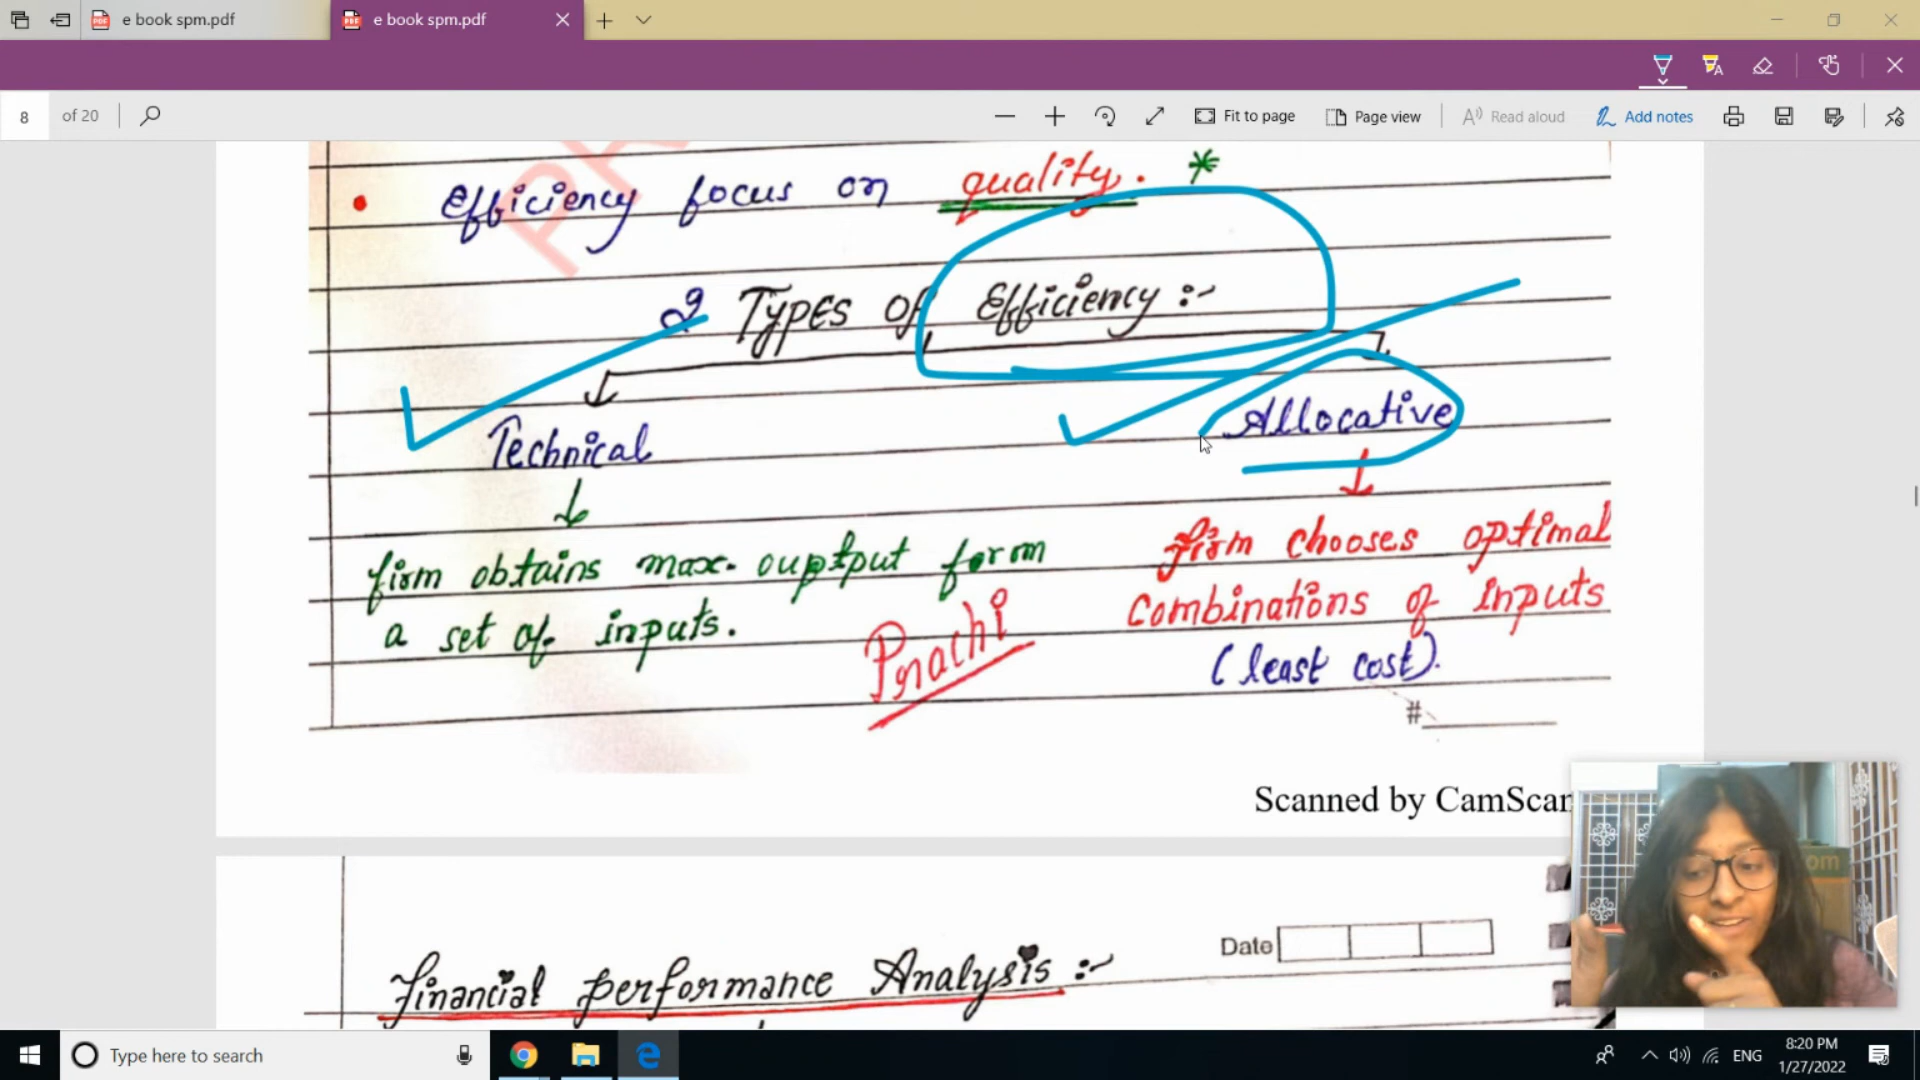 e book spm.pdf
e book spm.pdf
8 of 20
Fit to page
Page view
Read aloud
Add notes
PR
• Efficiency focus on quality. *
2 Types of Efficiency :-
Technical
Allocative
firm obtains max. ouptput form
a set of inputs.
firm chooses optimal
combinations of inputs
(least cost).
Prachi
#
Scanned by CamScan
Date
Financial performance Analysis :-
om
Type here to search
ENG
8:20 PM
1/27/2022